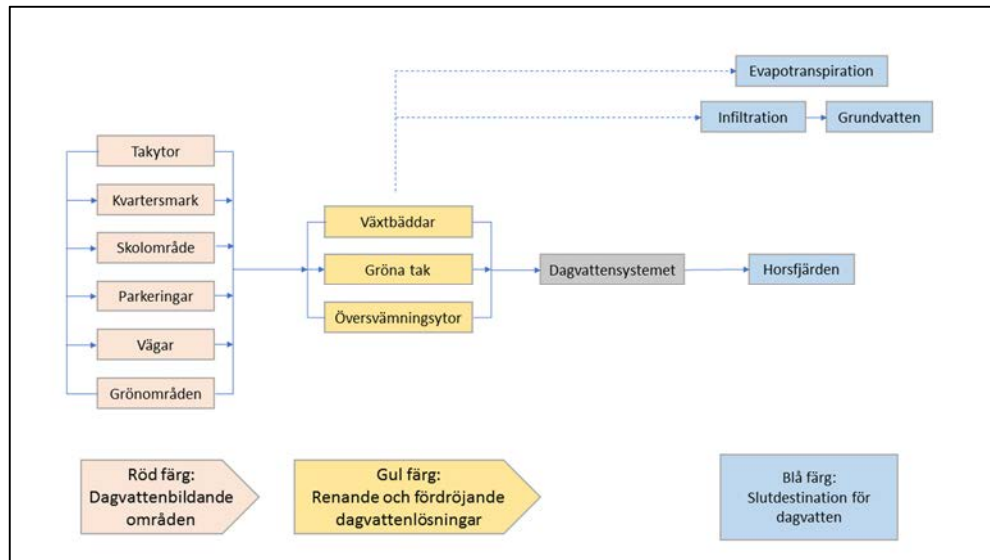 Evapotranspiration
Infiltration
Grundvatten
Takytor
Kvartersmark
Skolområde
Parkeringar
Vägar
Grönområden
Växtbäddar
Gröna tak
Översvämningsytor
Dagvattensystemet
Horsfjärden
Röd färg:
Dagvattenbildande
områden
Gul färg:
Renande och fördröjande
dagvattenlösningar
Blå färg:
Slutdestination för
dagvatten